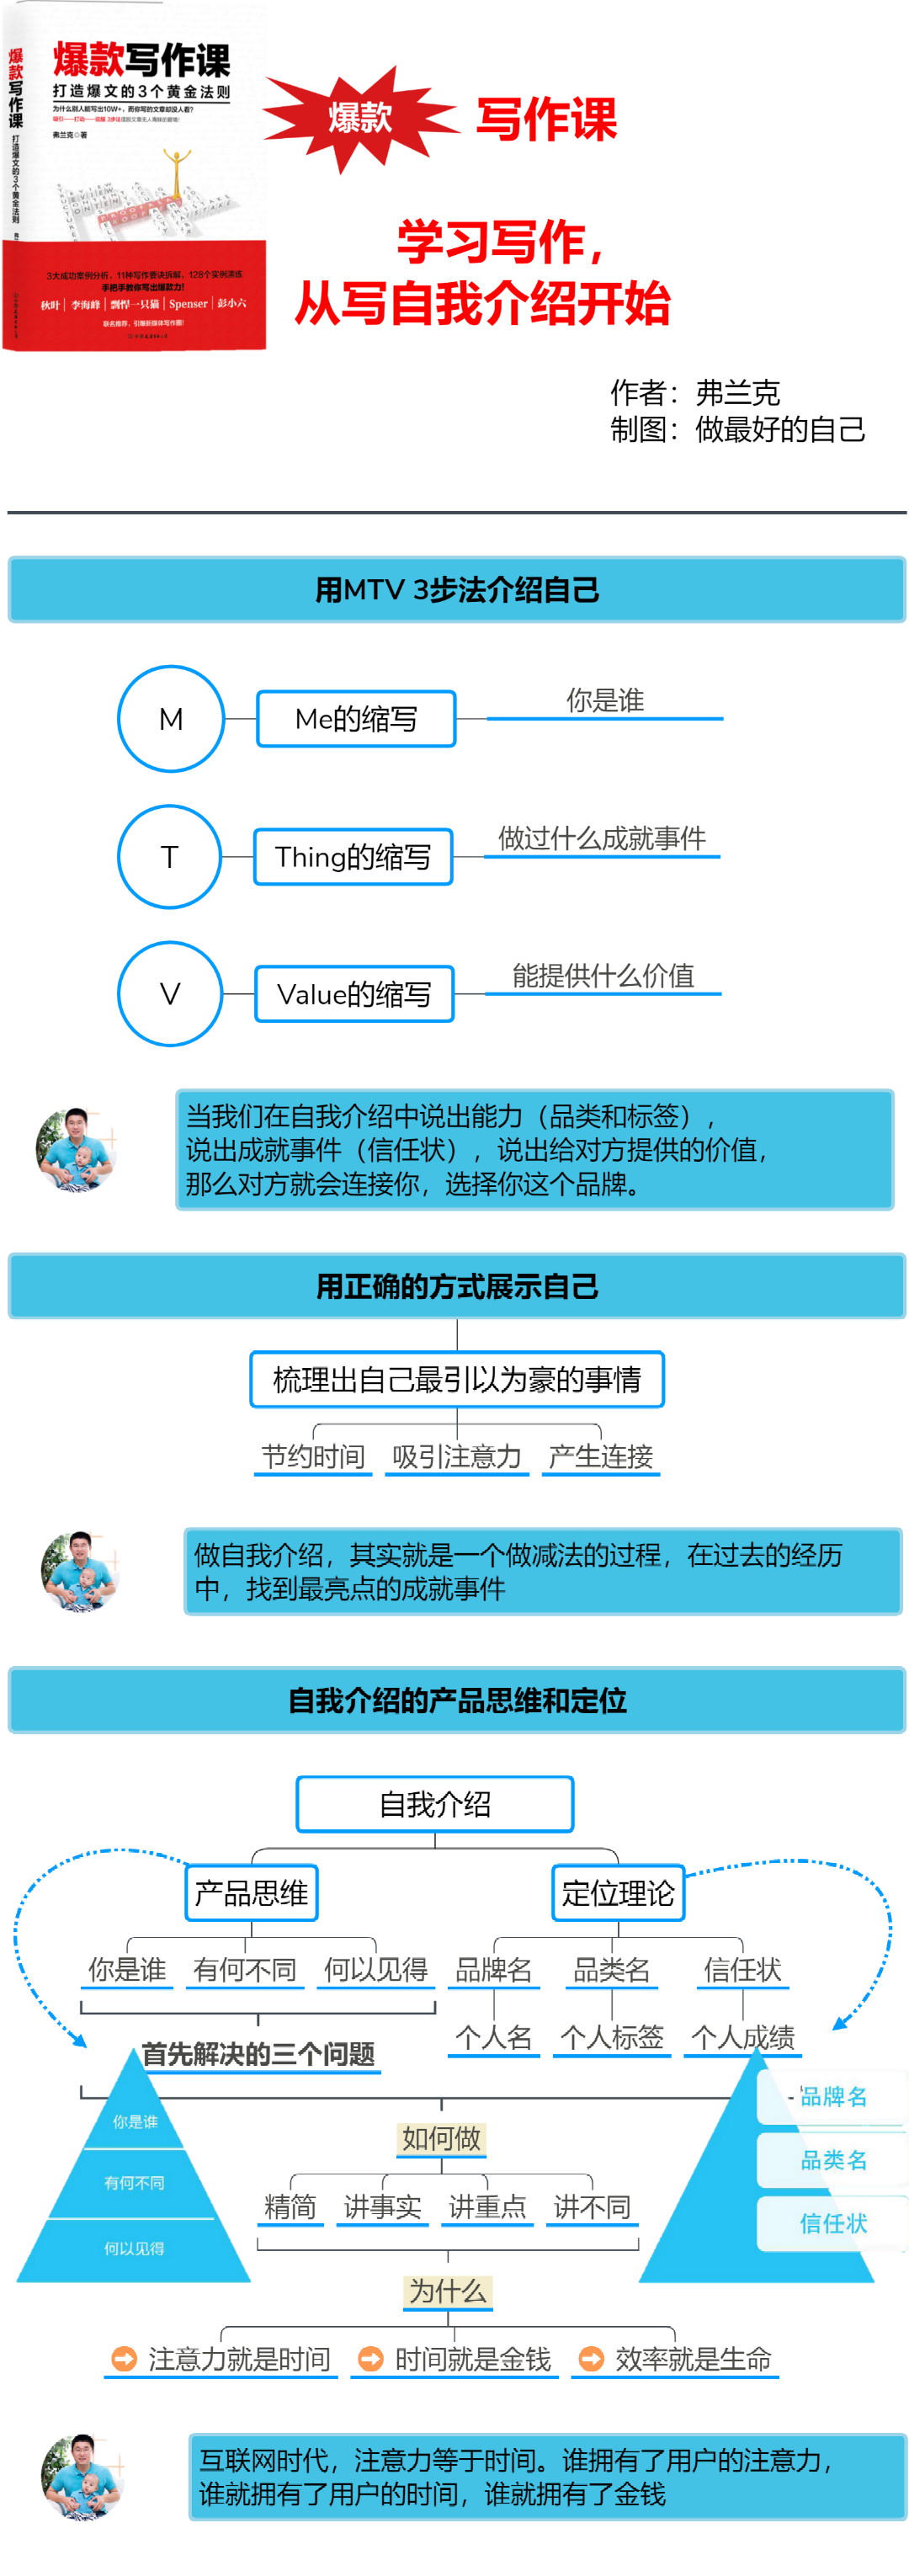 爆款写作课
打造爆文的3个黄金法则
为什么别人能写出10W+，而你写的文章却没人看？
弗兰克◎著
爆款写作课
打造爆文的3个黄金法则
3大成功案例分析，11种写作要诀拆解，128个实例演练
手把手教你写出爆款力！
秋叶｜李海峰｜剽悍一只猫｜Spenser｜彭小六
联名推荐，引爆新媒体写作圈！
爆款 写作课
学习写作，
从写自我介绍开始
作者：弗兰克
制图：做最好的自己
用MTV 3步法介绍自己
M Me的缩写 你是谁
T Thing的缩写 做过什么成就事件
V Value的缩写 能提供什么价值
当我们在自我介绍中说出能力（品类和标签），
说出成就事件（信任状），说出给对方提供的价值，
那么对方就会连接你，选择你这个品牌。
用正确的方式展示自己
梳理出自己最引以为豪的事情
节约时间 吸引注意力 产生连接
做自我介绍，其实就是一个做减法的过程，在过去的经历
中，找到最亮点的成就事件
自我介绍的产品思维和定位
自我介绍
产品思维 定位理论
你是谁 有何不同 何以见得 品牌名 品类名 信任状
个人名 个人标签 个人成绩
首先解决的三个问题
你是谁
有何不同
何以见得
品牌名
品类名
信任状
如何做
精简 讲事实 讲重点 讲不同
为什么
注意力就是时间 时间就是金钱 效率就是生命
互联网时代，注意力等于时间。谁拥有了用户的注意力，
谁就拥有了用户的时间，谁就拥有了金钱